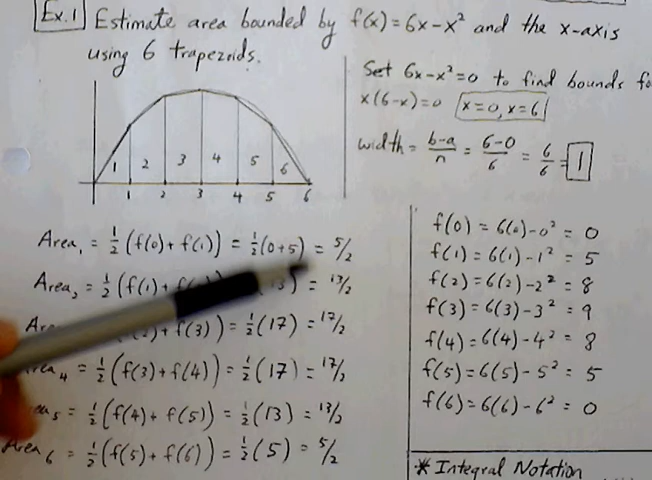 Ex.1 Estimate area bounded by f(x) = 6x - x² and the x-axis
using 6 trapezoids.
Set 6x - x² = 0 to find bounds
x(6-x) = 0 x=0, x=6
width = b-a/n = 6-0/6 = 6/6 = 1
1 2 3 4 5 6
1 2 3 4 5 6
Area₁ = 1/2 (f(0) + f(1)) = 1/2 (0+5) = 5/2
Area₂ = 1/2 (f(1) + = 13/2
f(3)) = 1/2 (17) = 17/2
₄ = 1/2 (f(3) + f(4)) = 1/2 (17) = 17/2
₅ = 1/2 (f(4) + f(5)) = 1/2 (13) = 13/2
Area₆ = 1/2 (f(5) + f(6)) = 1/2 (5) = 5/2
f(0) = 6(0) - 0² = 0
f(1) = 6(1) - 1² = 5
f(2) = 6(2) - 2² = 8
f(3) = 6(3) - 3² = 9
f(4) = 6(4) - 4² = 8
f(5) = 6(5) - 5² = 5
f(6) = 6(6) - 6² = 0
* Integral Notation